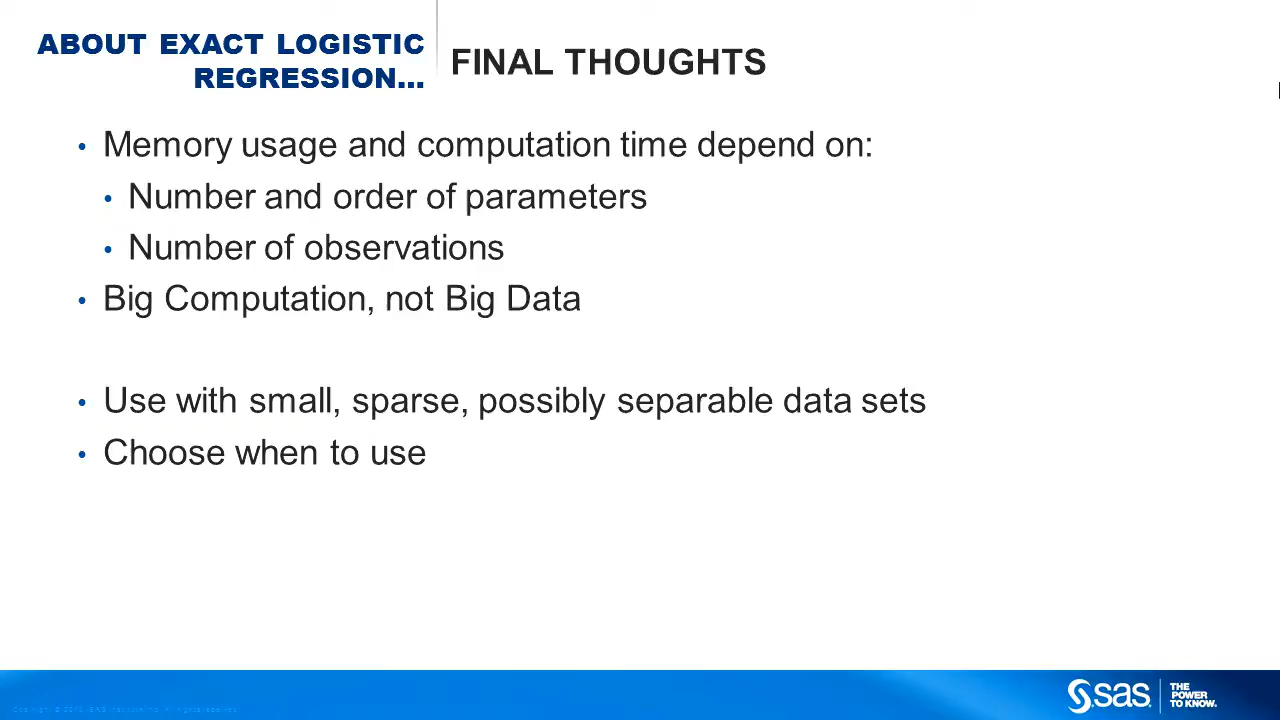 ABOUT EXACT LOGISTIC
REGRESSION...
FINAL THOUGHTS
• Memory usage and computation time depend on:
• Number and order of parameters
• Number of observations
• Big Computation, not Big Data
• Use with small, sparse, possibly separable data sets
• Choose when to use
sas
THE
POWER
TO KNOW.